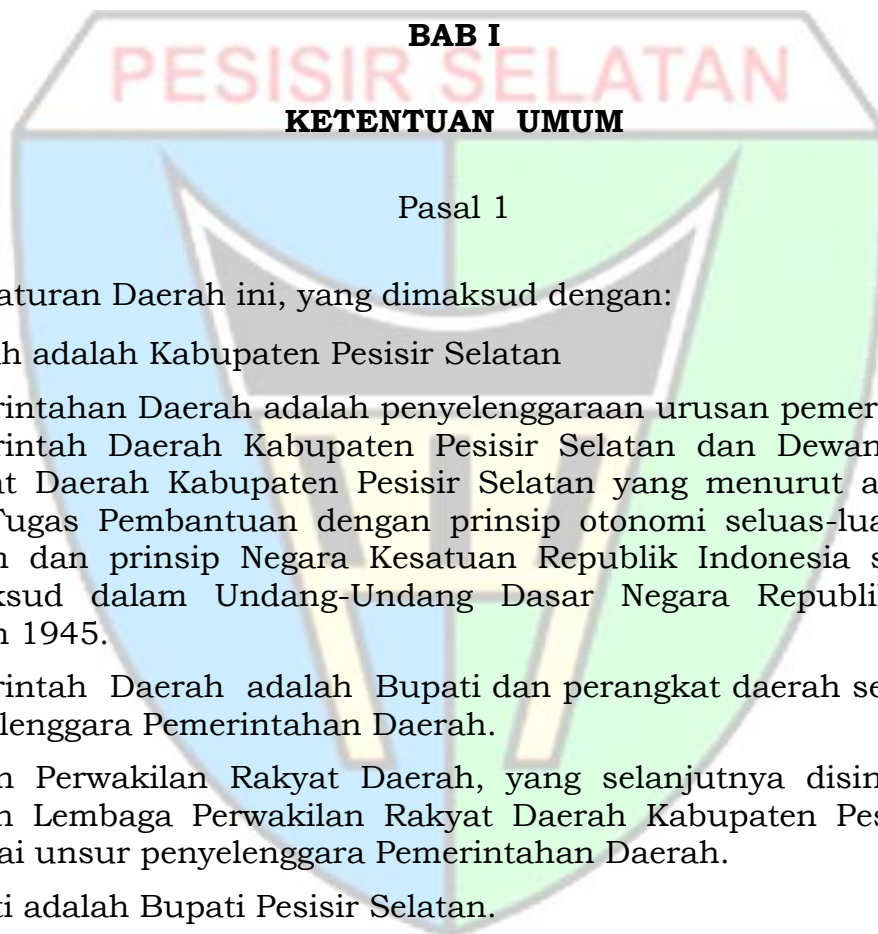 BAB I
PESISIR SELATAN
KETENTUAN UMUM
Pasal 1
aturan Daerah ini, yang dimaksud dengan:
h adalah Kabupaten Pesisir Selatan
rintahan Daerah adalah penyelenggaraan urusan pemer
rintah Daerah Kabupaten Pesisir Selatan dan Dewan
at Daerah Kabupaten Pesisir Selatan yang menurut a
Tugas Pembantuan dengan prinsip otonomi seluas-lua
n dan prinsip Negara Kesatuan Republik Indonesia s
ksud dalam Undang-Undang Dasar Negara Republik
n 1945.
rintah Daerah adalah Bupati dan perangkat daerah se
lenggara Pemerintahan Daerah.
n Perwakilan Rakyat Daerah, yang selanjutnya disin
h Lembaga Perwakilan Rakyat Daerah Kabupaten Pes
ai unsur penyelenggara Pemerintahan Daerah.
ti adalah Bupati Pesisir Selatan.